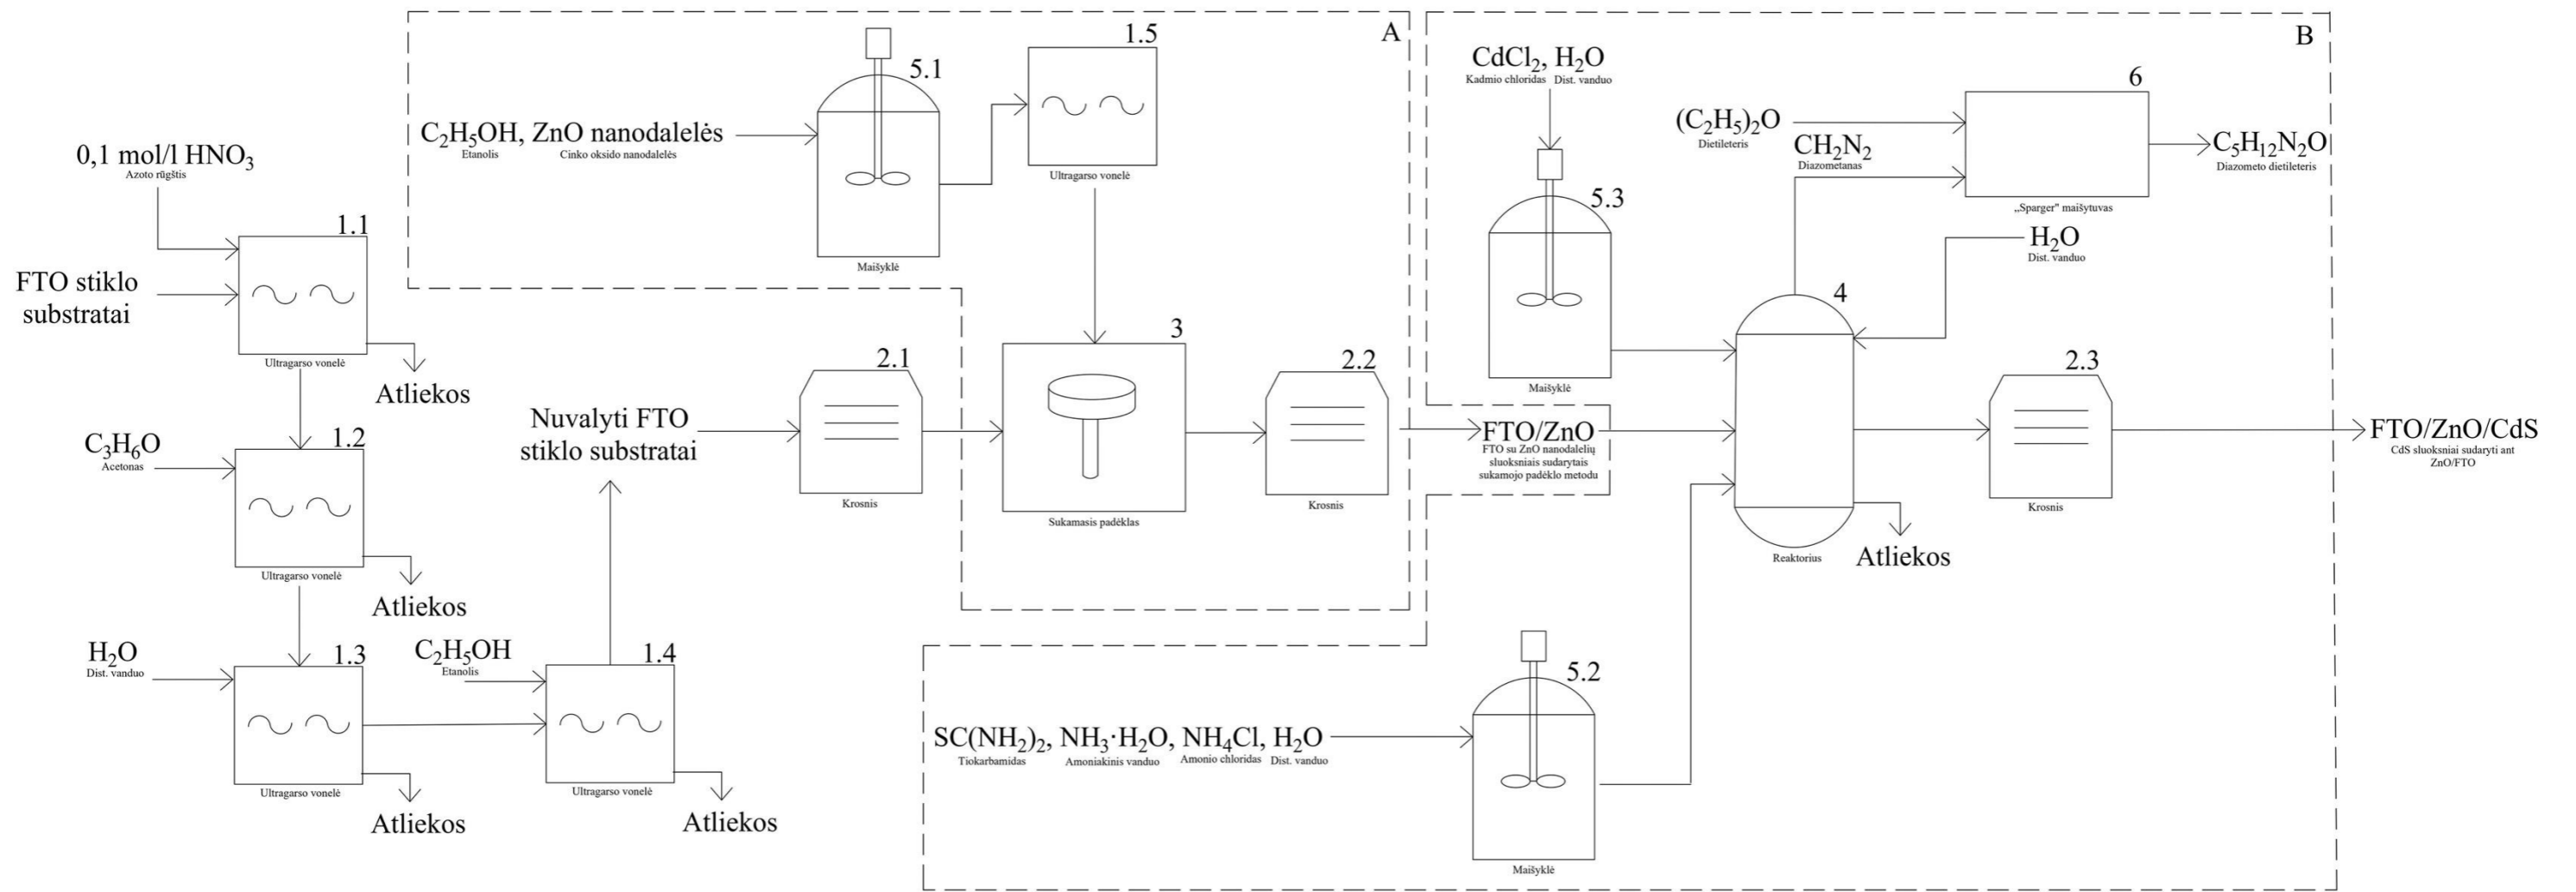 0,1 mol/l HNO₃
Azoto rūgštis
FTO stiklo
substratai
1.1
Ultragarso vonelė
Atliekos
C₃H₆O
Acetonas
1.2
Ultragarso vonelė
Atliekos
H₂O
Dist. vanduo
1.3
Ultragarso vonelė
Atliekos
C₂H₅OH
Etanolis
1.4
Ultragarso vonelė
Atliekos
Nuvalyti FTO
stiklo substratai
2.1
Krosnis
A
C₂H₅OH, ZnO nanodalelės
Etanolis Cinko oksido nanodalelės
5.1
Maišyklė
1.5
Ultragarso vonelė
3
Sukamasis padėklas
2.2
Krosnis
FTO/ZnO
FTO su ZnO nanodalelių
sluoksniais sudarytais
sukamojo padėklo metodu
B
CdCl₂, H₂O
Kadmio chloridas Dist. vanduo
5.3
Maišyklė
(C₂H₅)₂O
Dietileteris
CH₂N₂
Diazometanas
6
„Sparger" maišytuvas
C₅H₁₂N₂O
Diazometo dietileteris
H₂O
Dist. vanduo
4
Reaktorius
Atliekos
2.3
Krosnis
FTO/ZnO/CdS
CdS sluoksniai sudaryti ant
ZnO/FTO
SC(NH₂)₂, NH₃·H₂O, NH₄Cl, H₂O
Tiokarbamidas Amoniakinis vanduo Amonio chloridas Dist. vanduo
5.2
Maišyklė